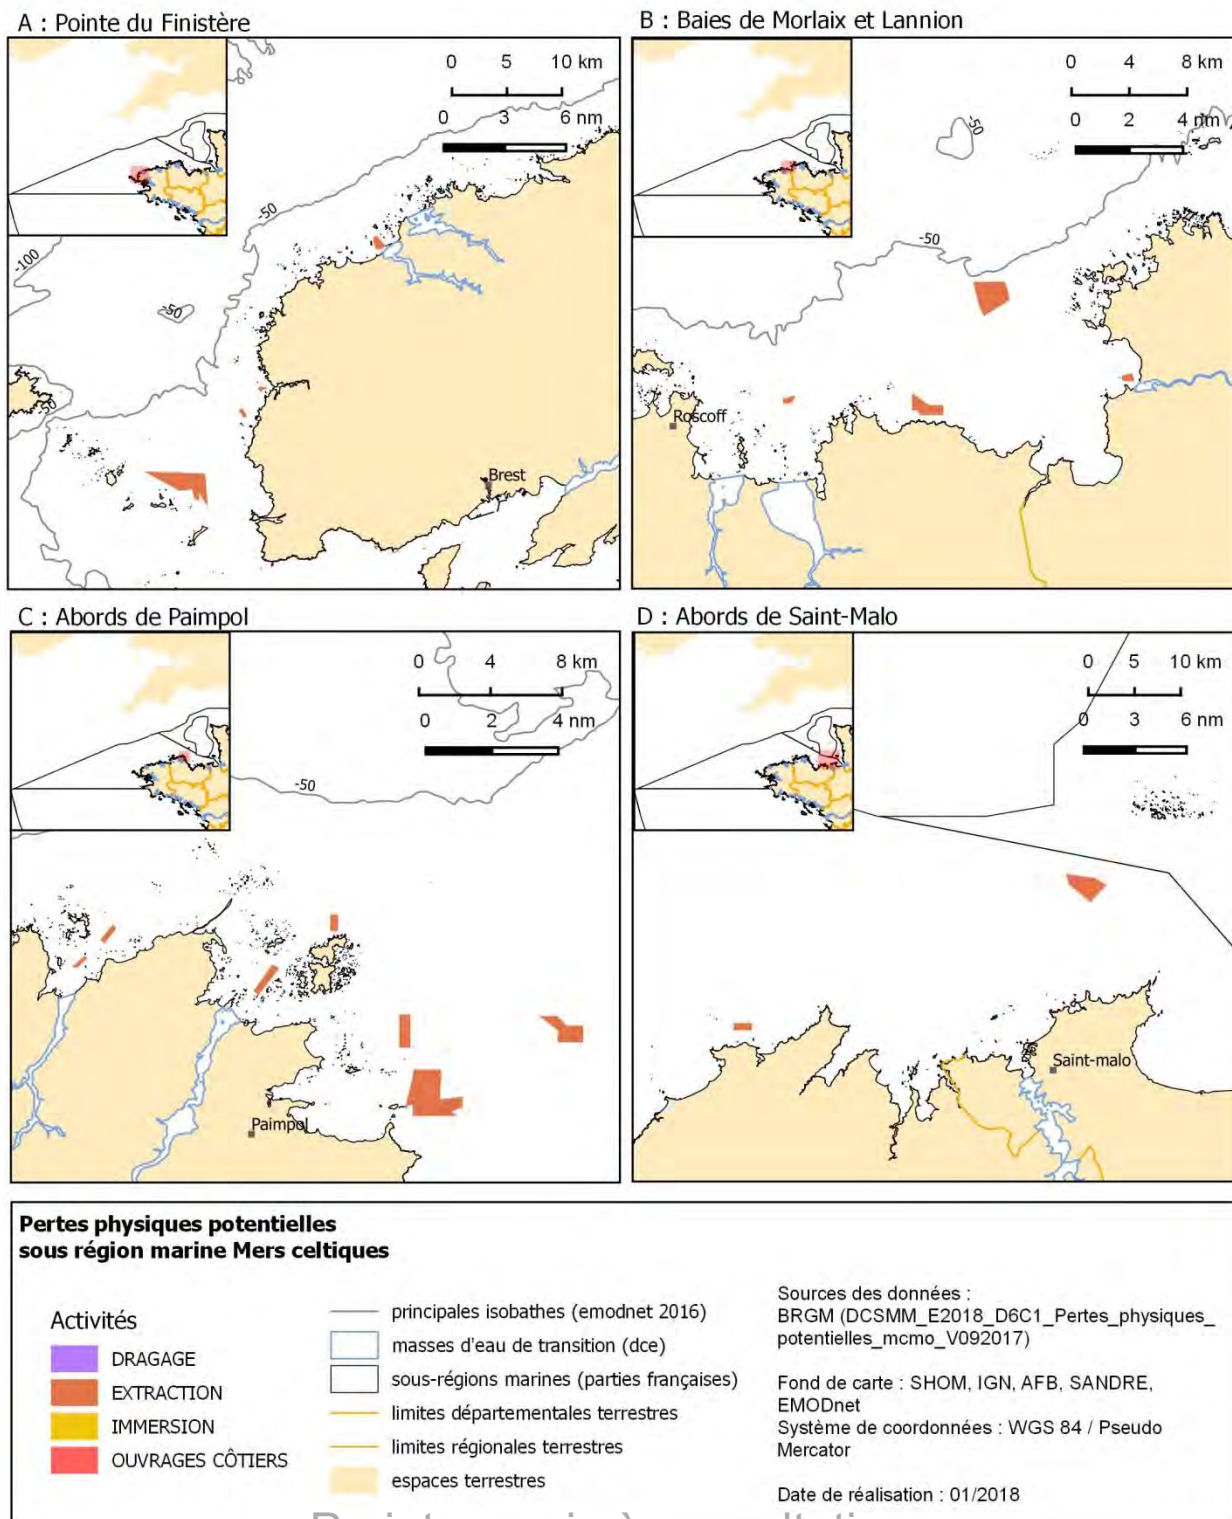 A : Pointe du Finistère
0 5 10 km
0 3 6 nm
-50
-100
-50
-50
Brest
B : Baies de Morlaix et Lannion
0 4 8 km
0 2 4 nm
-50
-50
Roscoff
C : Abords de Paimpol
0 4 8 km
0 2 4 nm
-50
Paimpol
D : Abords de Saint-Malo
0 5 10 km
0 3 6 nm
Saint-malo
Pertes physiques potentielles
sous région marine Mers celtiques
Activités
DRAGAGE
EXTRACTION
IMMERSION
OUVRAGES CÔTIERS
principales isobathes (emodnet 2016)
masses d'eau de transition (dce)
sous-régions marines (parties françaises)
limites départementales terrestres
limites régionales terrestres
espaces terrestres
Sources des données :
BRGM (DCSMM_E2018_D6C1_Pertes_physiques_
potentielles_mcmo_V092017)
Fond de carte : SHOM, IGN, AFB, SANDRE,
EMODnet
Système de coordonnées : WGS 84 / Pseudo
Mercator
Date de réalisation : 01/2018